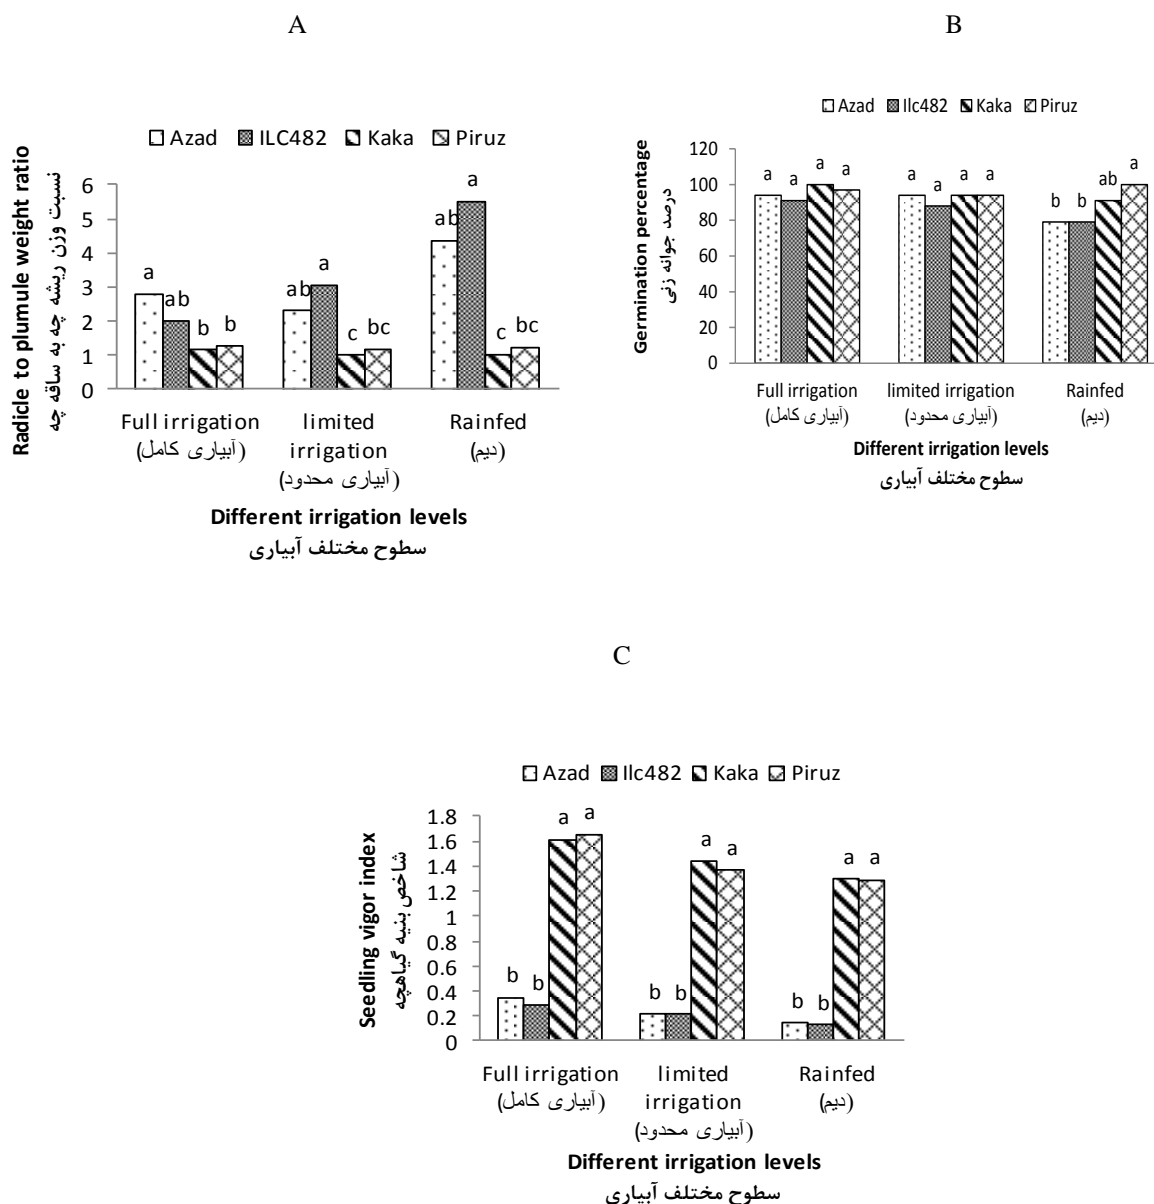 A
B
Azad ILC482 Kaka Piruz
Radicle to plumule weight ratio
نسبت وزن ریشه چه به ساقه چه
6
5
4
3
2
1
0
a
ab
b
b
ab
a
c
bc
ab
a
c
bc
Full irrigation
(آبیاری کامل)
limited
irrigation
(آبیاری محدود)
Rainfed
(دیم)
Different irrigation levels
سطوح مختلف آبیاری
Azad Ilc482 Kaka Piruz
Germination percentage
درصد جوانه زنی
120
100
80
60
40
20
0
a
a
a
a
a
a
a
a
b
b
ab
a
Full irrigation
(آبیاری کامل)
limited irrigation
(آبیاری محدود)
Rainfed
(دیم)
Different irrigation levels
سطوح مختلف آبیاری
C
Azad Ilc482 Kaka Piruz
Seedling vigor index
شاخص بنیه گیاهچه
1.8
1.6
1.4
1.2
1
0.8
0.6
0.4
0.2
0
b
b
a
a
b
b
a
a
b
b
a
a
Full irrigation
(آبیاری کامل)
limited
irrigation
(آبیاری محدود)
Rainfed
(دیم)
Different irrigation levels
سطوح مختلف آبیاری